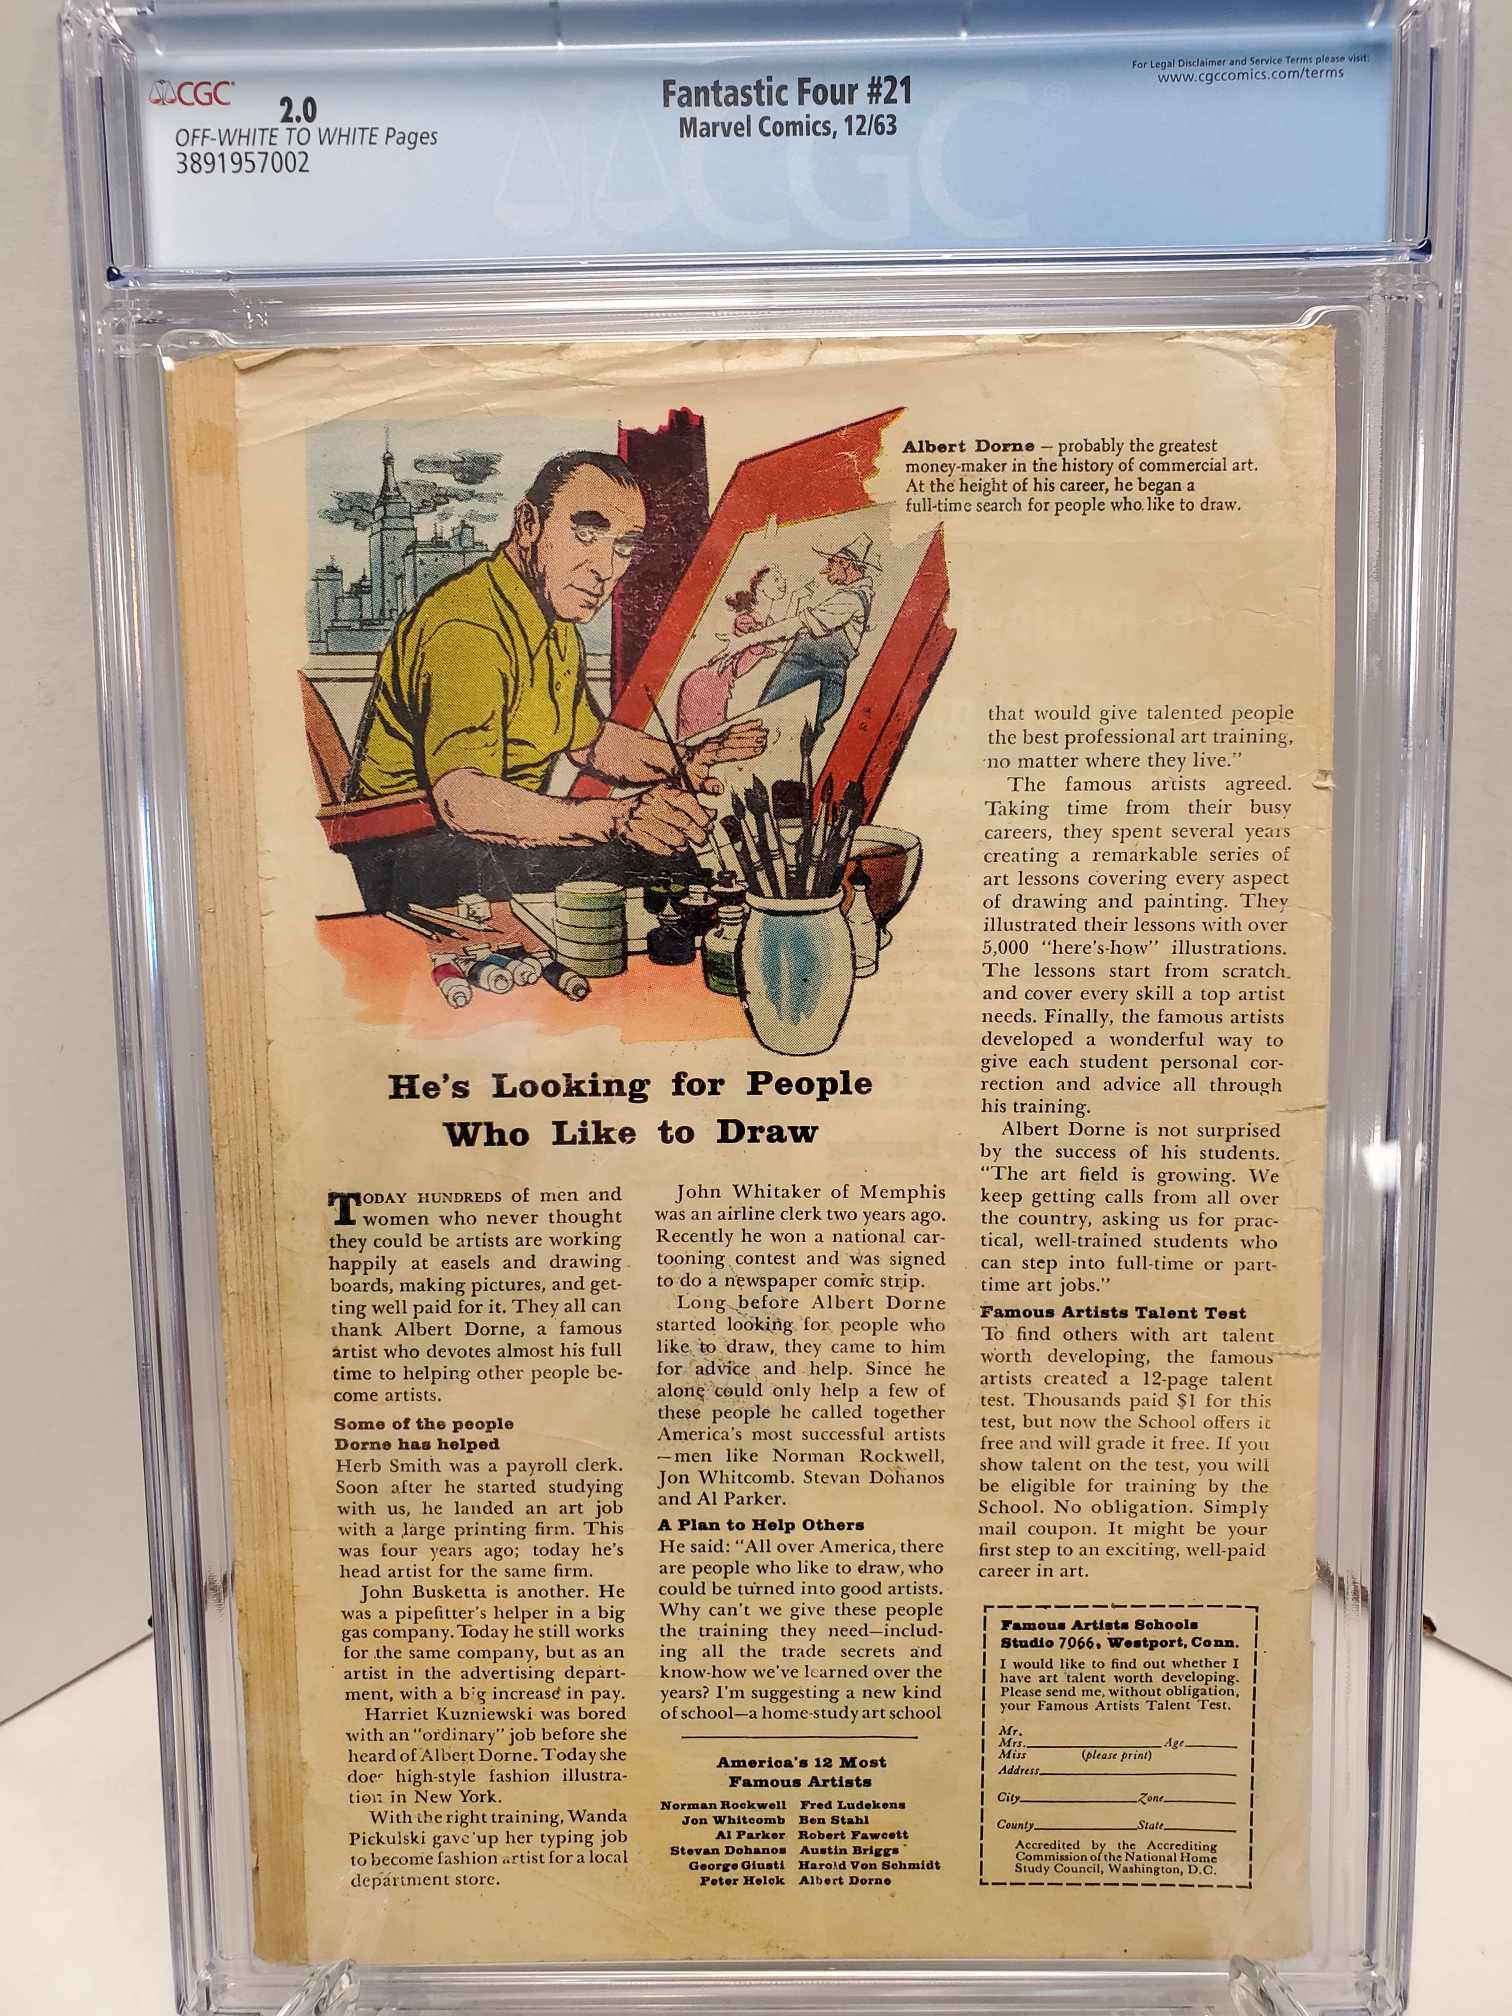 CGC
2.0
OFF-WHITE TO WHITE Pages
3891957002
Fantastic Four #21
Marvel Comics, 12/63
For Legal Disclaimer and Service Terms please visit:
www.cgccomics.com/terms
CGC
Albert Dorne – probably the greatest
money-maker in the history of commercial art.
At the height of his career, he began a
full-time search for people who like to draw.
He's Looking for People
Who Like to Draw
TODAY HUNDREDS of men and
women who never thought
they could be artists are working
happily at easels and drawing
boards, making pictures, and get-
ting well paid for it. They all can
thank Albert Dorne, a famous
artist who devotes almost his full
time to helping other people be-
come artists.
Some of the people
Dorne has helped
Herb Smith was a payroll clerk.
Soon after he started studying
with us, he landed an art job
with a large printing firm. This
was four years ago; today he's
head artist for the same firm.
John Busketta is another. He
was a pipefitter's helper in a big
gas company. Today he still works
for the same company, but as an
artist in the advertising depart-
ment, with a big increase in pay.
Harriet Kuzniewski was bored
with an "ordinary" job before she
heard of Albert Dorne. Today she
does high-style fashion illustra-
tion in New York.
With the right training, Wanda
Pickulski gave up her typing job
to become fashion artist for a local
department store.
John Whitaker of Memphis
was an airline clerk two years ago.
Recently he won a national car-
tooning contest and was signed
to do a newspaper comic strip.
Long before Albert Dorne
started looking for people who
like to draw, they came to him
for advice and help. Since he
alone could only help a few of
these people he called together
America's most successful artists
—men like Norman Rockwell,
Jon Whitcomb. Stevan Dohanos
and Al Parker.
A Plan to Help Others
He said: "All over America, there
are people who like to draw, who
could be turned into good artists.
Why can't we give these people
the training they need—includ-
ing all the trade secrets and
know-how we've learned over the
years? I'm suggesting a new kind
of school—a home-study art school
America's 12 Most
Famous Artists
Norman Rockwell Fred Ludekens
Jon Whitcomb Ben Stahl
Al Parker Robert Fawcett
Stevan Dohanos Austin Briggs
George Giusti Harold Von Schmidt
Peter Helck Albert Dorne
that would give talented people
the best professional art training,
no matter where they live."
The famous artists agreed.
Taking time from their busy
careers, they spent several years
creating a remarkable series of
art lessons covering every aspect
of drawing and painting. They
illustrated their lessons with over
5,000 "here's-how" illustrations.
The lessons start from scratch
and cover every skill a top artist
needs. Finally, the famous artists
developed a wonderful way to
give each student personal cor-
rection and advice all through
his training.
Albert Dorne is not surprised
by the success of his students.
"The art field is growing. We
keep getting calls from all over
the country, asking us for prac-
tical, well-trained students who
can step into full-time or part-
time art jobs."
Famous Artists Talent Test
To find others with art talent
worth developing, the famous
artists created a 12-page talent
test. Thousands paid $1 for this
test, but now the School offers it
free and will grade it free. If you
show talent on the test, you will
be eligible for training by the
School. No obligation. Simply
mail coupon. It might be your
first step to an exciting, well-paid
career in art.
Famous Artists Schools
Studio 7066, Westport, Conn.
I would like to find out whether I
have art talent worth developing.
Please send me, without obligation,
your Famous Artists Talent Test.
Mr.
Mrs. Age
Miss (please print)
Address
City Zone
County State
Accredited by the Accrediting
Commission of the National Home
Study Council, Washington, D.C.